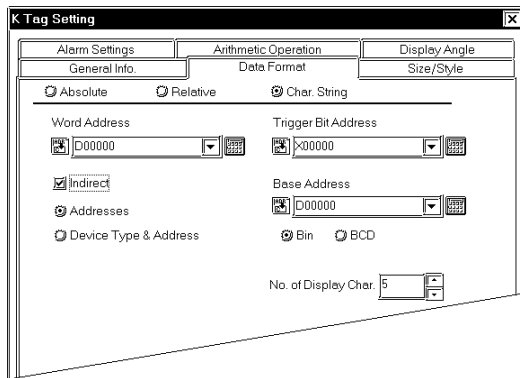 K Tag Setting
Alarm Settings Arithmetic Operation Display Angle
General Info. Data Format Size/Style
Absolute Relative Char. String
Word Address Trigger Bit Address
D00000 X00000
Indirect Base Address
Addresses D00000
Device Type & Address Bin BCD
No. of Display Char. 5